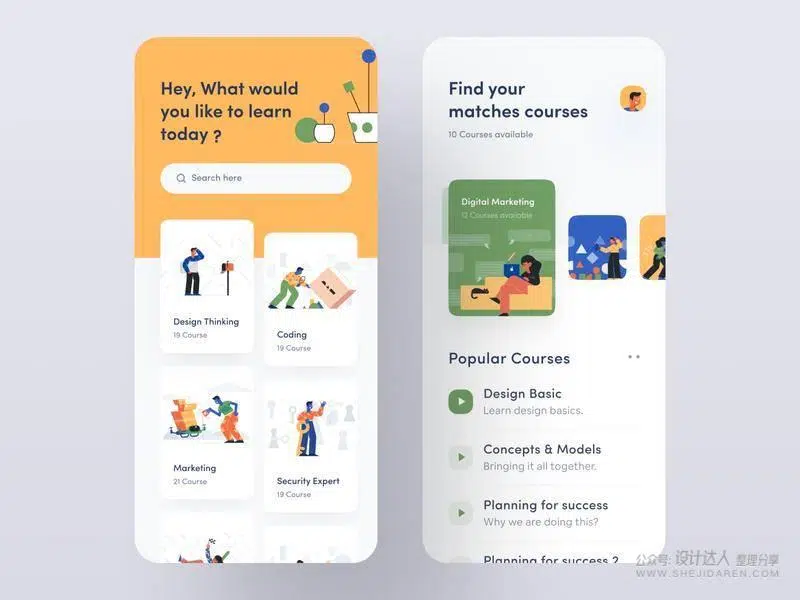 Hey, What would
you like to learn
today ?
Search here
Design Thinking
19 Course
Coding
19 Course
Marketing
21 Course
Security Expert
19 Course
Find your
matches courses
10 Courses available
Digital Marketing
12 Courses available
Popular Courses
Design Basic
Learn design basics.
Concepts & Models
Bringing it all together.
Planning for success
Why we are doing this?
Planning for success 2
公众号: 设计达人 整理分享
WWW.SHEJIDAREN.COM